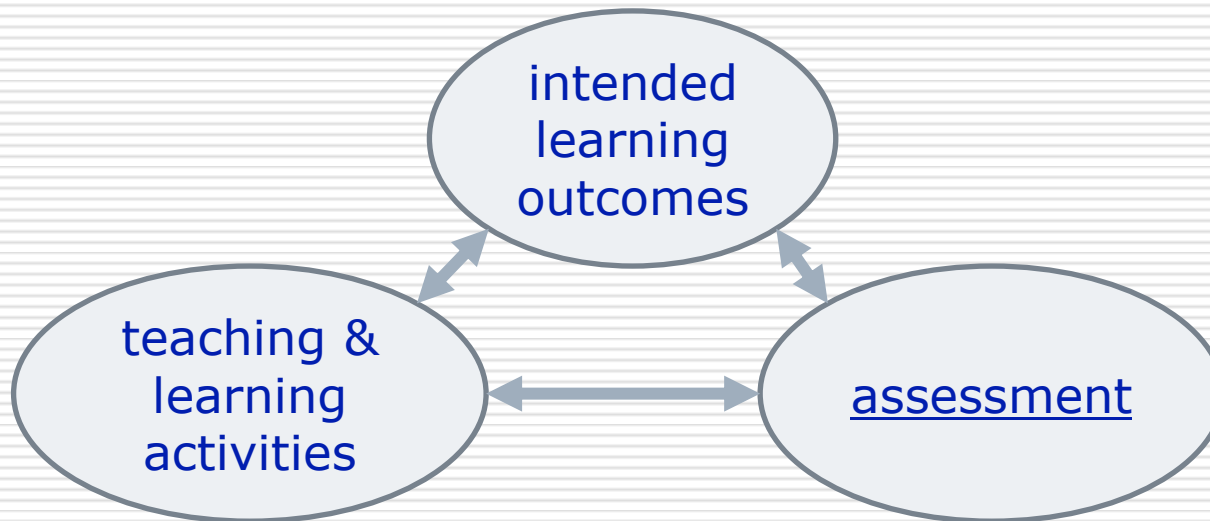 intended
learning
outcomes
teaching &
learning
activities
assessment